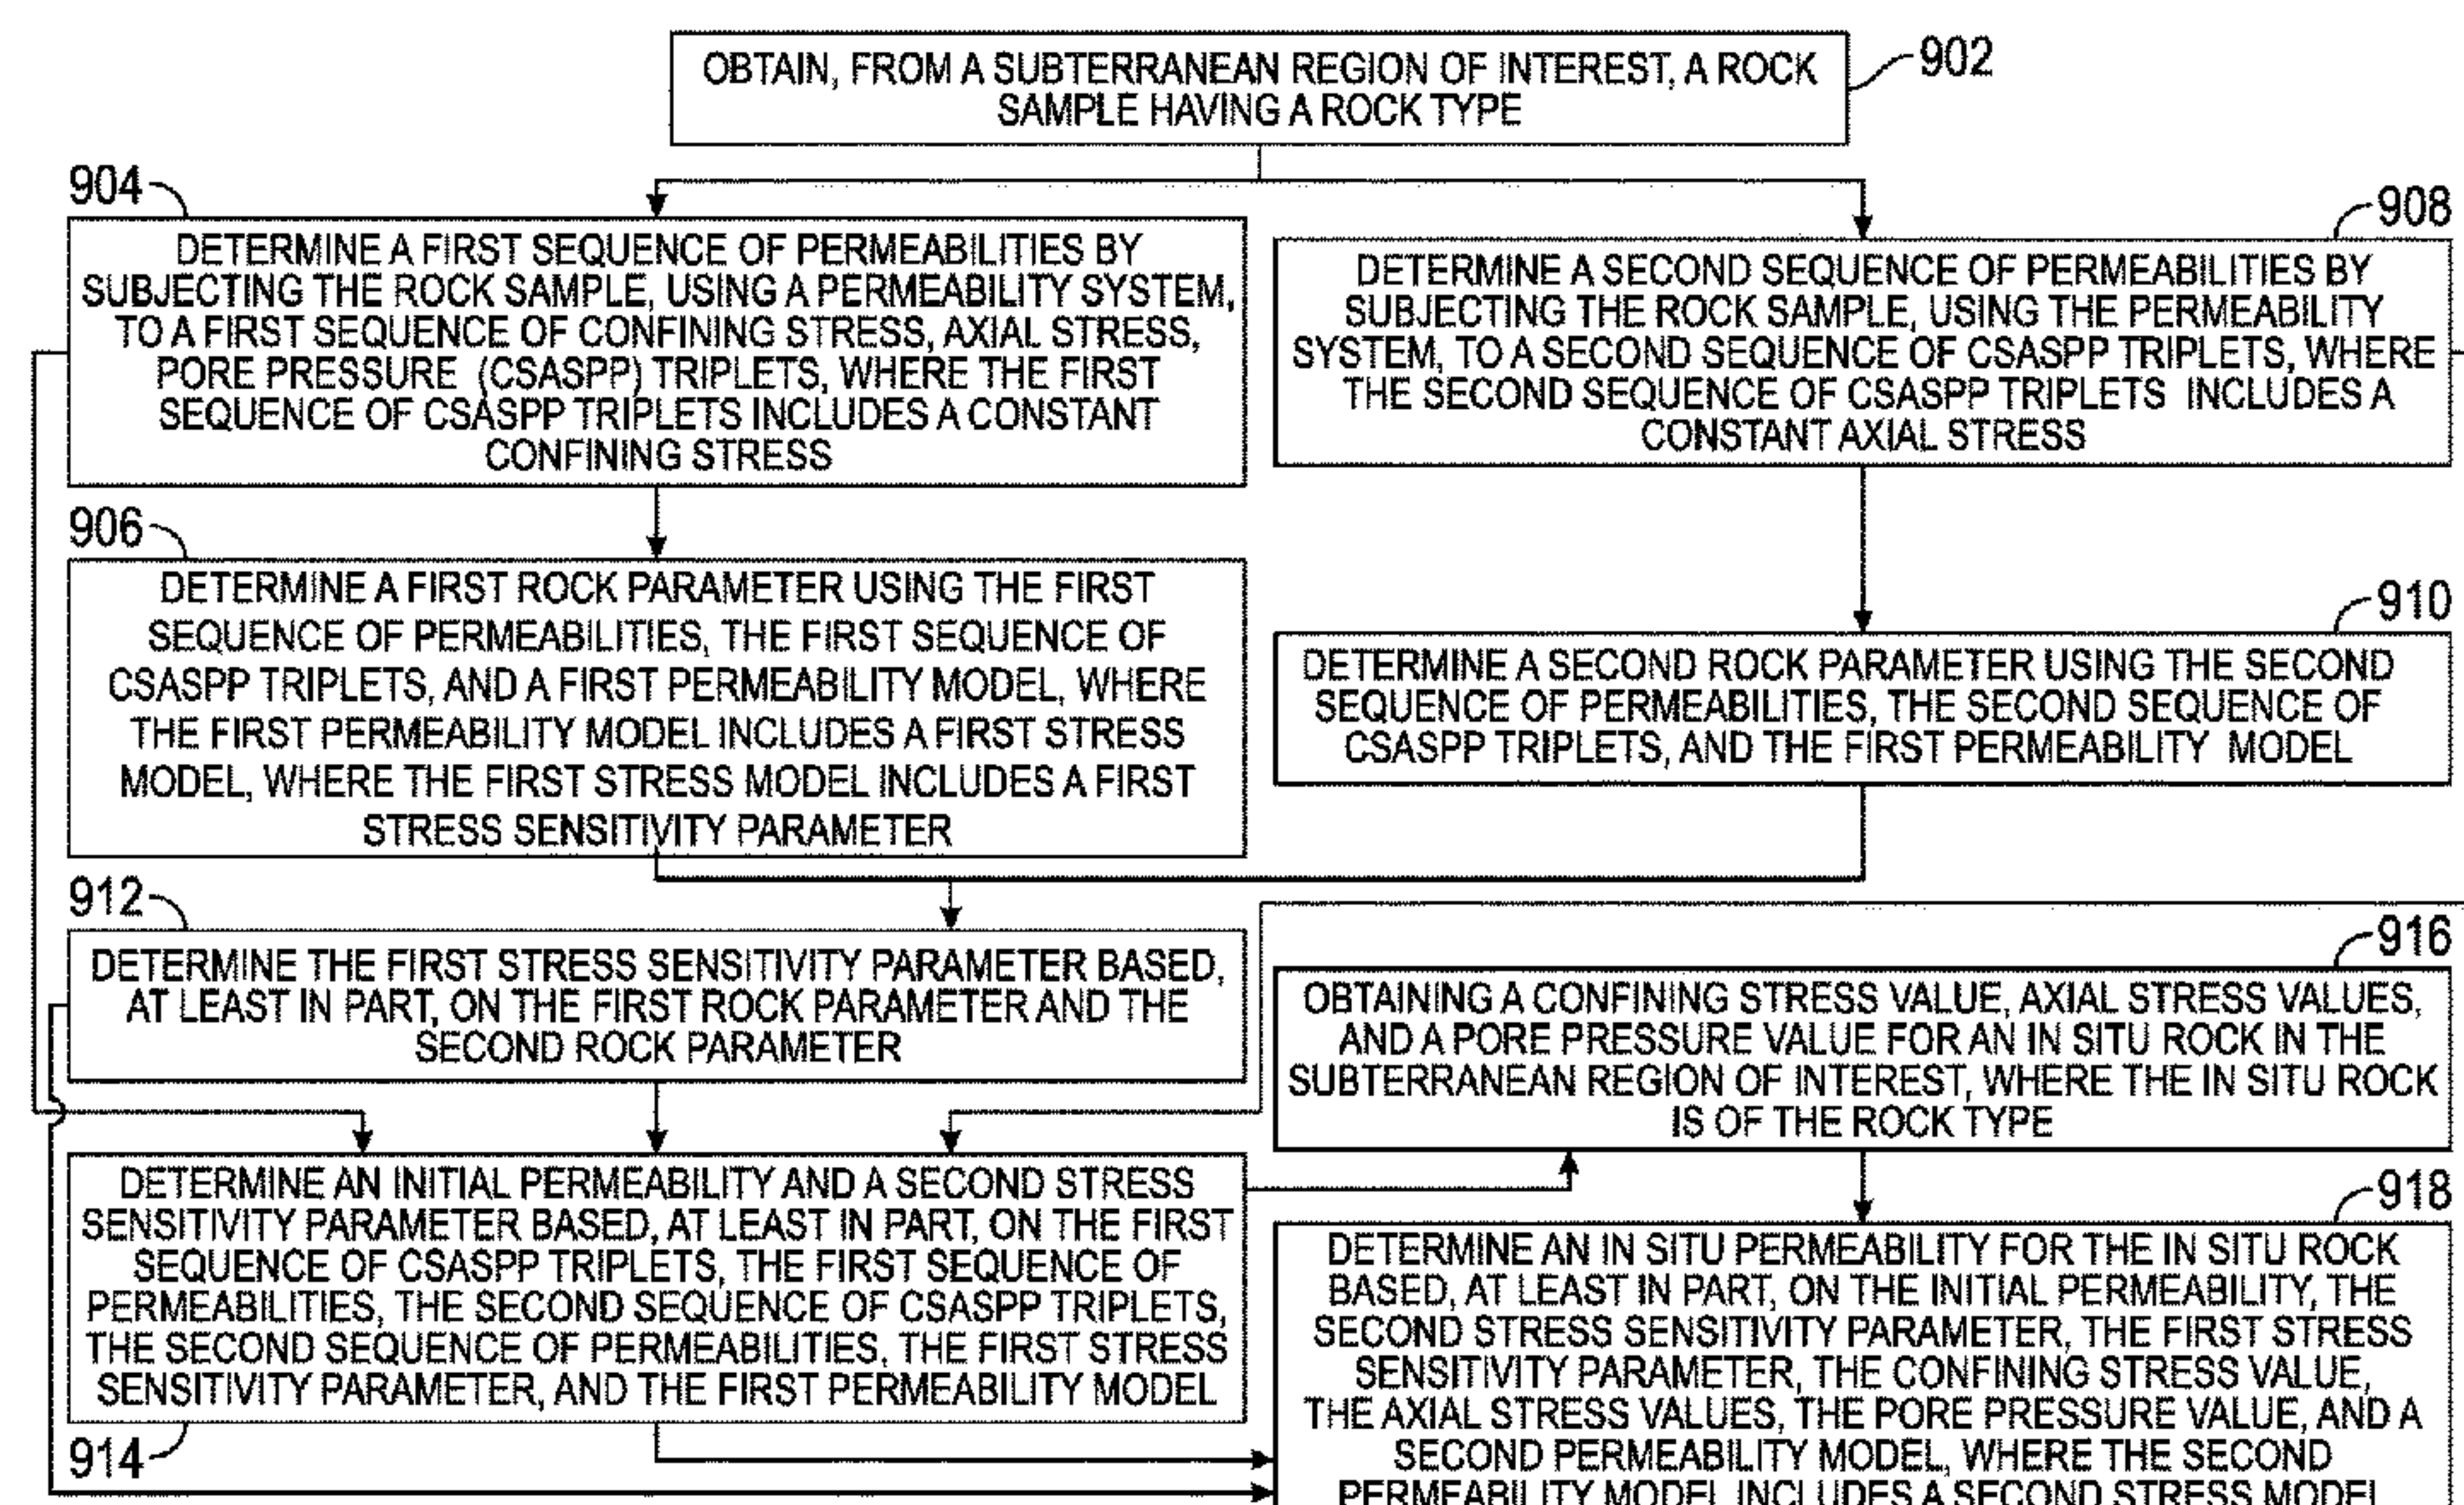 OBTAIN, FROM A SUBTERRANEAN REGION OF INTEREST, A ROCK
SAMPLE HAVING A ROCK TYPE
902
904
DETERMINE A FIRST SEQUENCE OF PERMEABILITIES BY
SUBJECTING THE ROCK SAMPLE, USING A PERMEABILITY SYSTEM,
TO A FIRST SEQUENCE OF CONFINING STRESS, AXIAL STRESS,
PORE PRESSURE (CSASPP) TRIPLETS, WHERE THE FIRST
SEQUENCE OF CSASPP TRIPLETS INCLUDES A CONSTANT
CONFINING STRESS
908
DETERMINE A SECOND SEQUENCE OF PERMEABILITIES BY
SUBJECTING THE ROCK SAMPLE, USING THE PERMEABILITY
SYSTEM, TO A SECOND SEQUENCE OF CSASPP TRIPLETS, WHERE
THE SECOND SEQUENCE OF CSASPP TRIPLETS INCLUDES A
CONSTANT AXIAL STRESS
906
DETERMINE A FIRST ROCK PARAMETER USING THE FIRST
SEQUENCE OF PERMEABILITIES, THE FIRST SEQUENCE OF
CSASPP TRIPLETS, AND A FIRST PERMEABILITY MODEL, WHERE
THE FIRST PERMEABILITY MODEL INCLUDES A FIRST STRESS
MODEL, WHERE THE FIRST STRESS MODEL INCLUDES A FIRST
STRESS SENSITIVITY PARAMETER
910
DETERMINE A SECOND ROCK PARAMETER USING THE SECOND
SEQUENCE OF PERMEABILITIES, THE SECOND SEQUENCE OF
CSASPP TRIPLETS, AND THE FIRST PERMEABILITY MODEL
912
DETERMINE THE FIRST STRESS SENSITIVITY PARAMETER BASED,
AT LEAST IN PART, ON THE FIRST ROCK PARAMETER AND THE
SECOND ROCK PARAMETER
916
OBTAINING A CONFINING STRESS VALUE, AXIAL STRESS VALUES,
AND A PORE PRESSURE VALUE FOR AN IN SITU ROCK IN THE
SUBTERRANEAN REGION OF INTEREST, WHERE THE IN SITU ROCK
IS OF THE ROCK TYPE
DETERMINE AN INITIAL PERMEABILITY AND A SECOND STRESS
SENSITIVITY PARAMETER BASED, AT LEAST IN PART, ON THE FIRST
SEQUENCE OF CSASPP TRIPLETS, THE FIRST SEQUENCE OF
PERMEABILITIES, THE SECOND SEQUENCE OF CSASPP TRIPLETS,
THE SECOND SEQUENCE OF PERMEABILITIES, THE FIRST STRESS
SENSITIVITY PARAMETER, AND THE FIRST PERMEABILITY MODEL
914
918
DETERMINE AN IN SITU PERMEABILITY FOR THE IN SITU ROCK
BASED, AT LEAST IN PART, ON THE INITIAL PERMEABILITY, THE
SECOND STRESS SENSITIVITY PARAMETER, THE FIRST STRESS
SENSITIVITY PARAMETER, THE CONFINING STRESS VALUE,
THE AXIAL STRESS VALUES, THE PORE PRESSURE VALUE, AND A
SECOND PERMEABILITY MODEL, WHERE THE SECOND
PERMEABILITY MODEL INCLUDES A SECOND STRESS MODEL